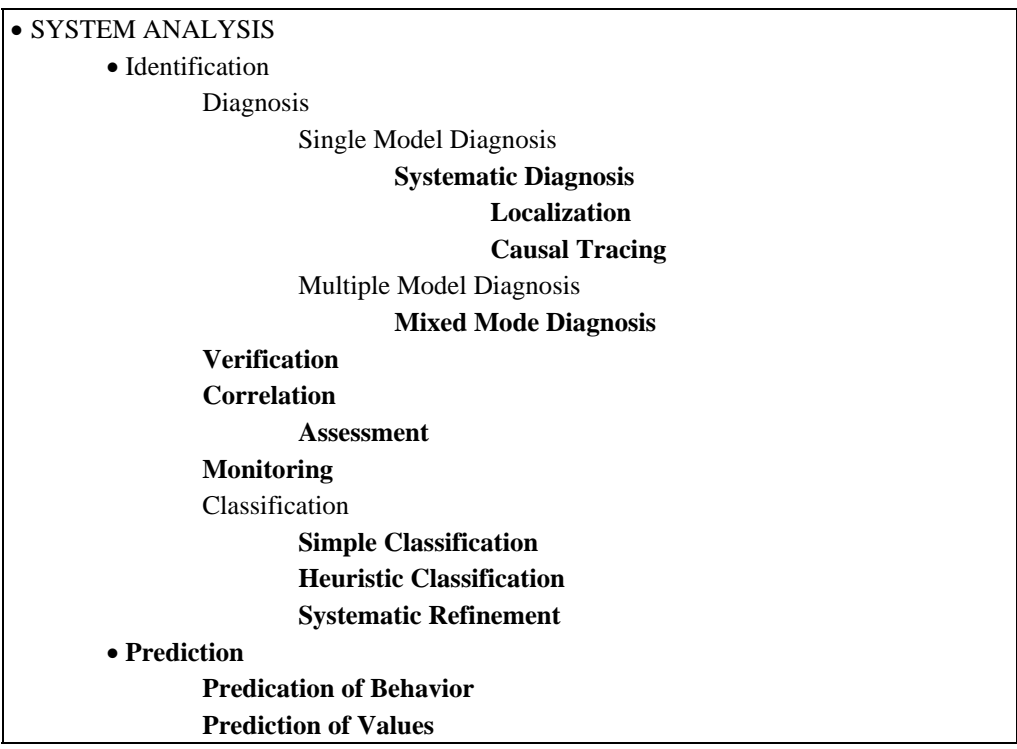 • SYSTEM ANALYSIS
• Identification
Diagnosis
Single Model Diagnosis
Systematic Diagnosis
Localization
Causal Tracing
Multiple Model Diagnosis
Mixed Mode Diagnosis
Verification
Correlation
Assessment
Monitoring
Classification
Simple Classification
Heuristic Classification
Systematic Refinement
• Prediction
Predication of Behavior
Prediction of Values